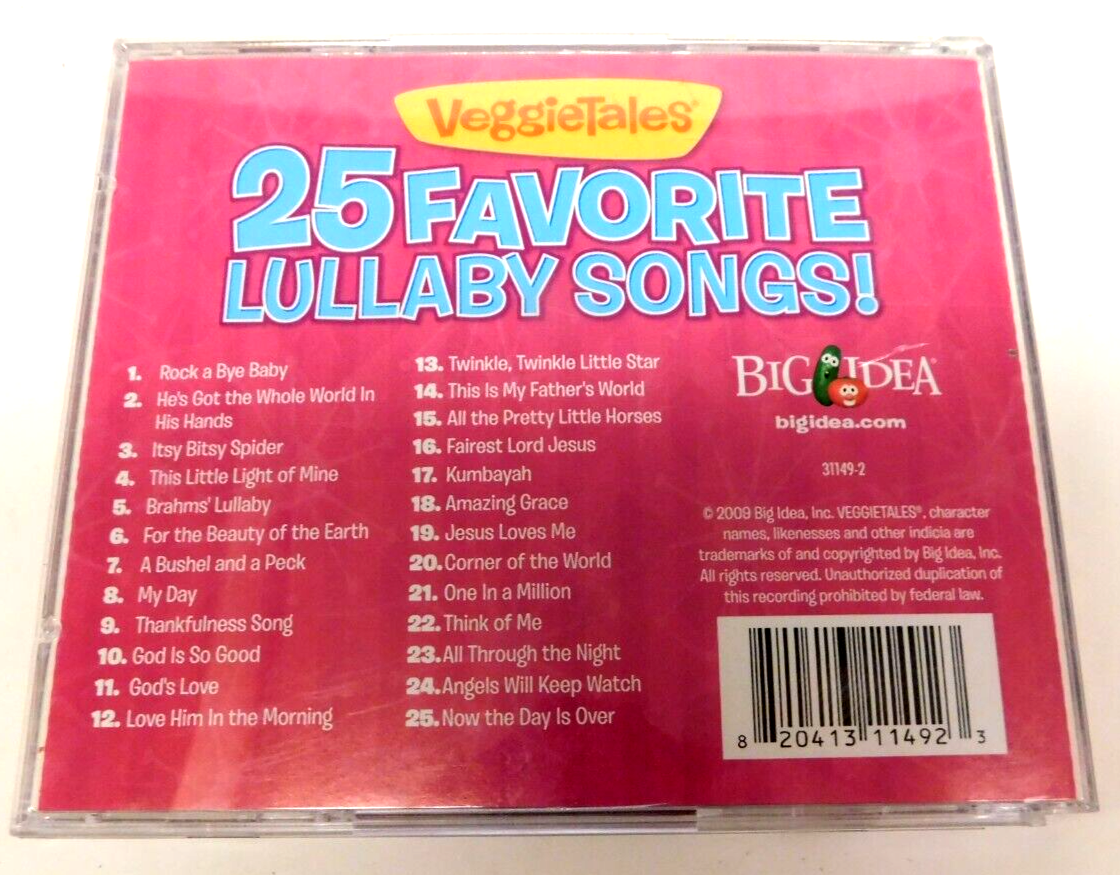 VeggieTales®
25 FAVORITE
LULLABY SONGS!
1. Rock a Bye Baby
2. He's Got the Whole World In
His Hands
3. Itsy Bitsy Spider
4. This Little Light of Mine
5. Brahms' Lullaby
6. For the Beauty of the Earth
7. A Bushel and a Peck
8. My Day
9. Thankfulness Song
10. God Is So Good
11. God's Love
12. Love Him In the Morning
13. Twinkle, Twinkle Little Star
14. This Is My Father's World
15. All the Pretty Little Horses
16. Fairest Lord Jesus
17. Kumbayah
18. Amazing Grace
19. Jesus Loves Me
20. Corner of the World
21. One In a Million
22. Think of Me
23. All Through the Night
24. Angels Will Keep Watch
25. Now the Day Is Over
BIG IDEA®
bigidea.com
31149-2
© 2009 Big Idea, Inc. VEGGIETALES®, character
names, likenesses and other indicia are
trademarks of and copyrighted by Big Idea, Inc.
All rights reserved. Unauthorized duplication of
this recording prohibited by federal law.
8 20413 11492 3